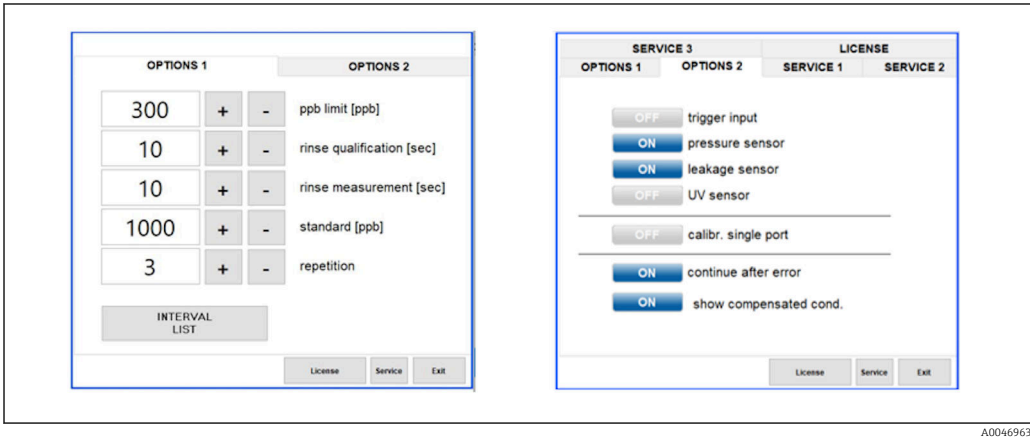 OPTIONS 1 OPTIONS 2
300 + - ppb limit [ppb]
10 + - rinse qualification [sec]
10 + - rinse measurement [sec]
1000 + - standard [ppb]
3 + - repetition
INTERVAL
LIST
License Service Exit
SERVICE 3 LICENSE
OPTIONS 1 OPTIONS 2 SERVICE 1 SERVICE 2
OFF trigger input
ON pressure sensor
ON leakage sensor
OFF UV sensor
OFF calibr. single port
ON continue after error
ON show compensated cond.
License Service Exit
A0046963